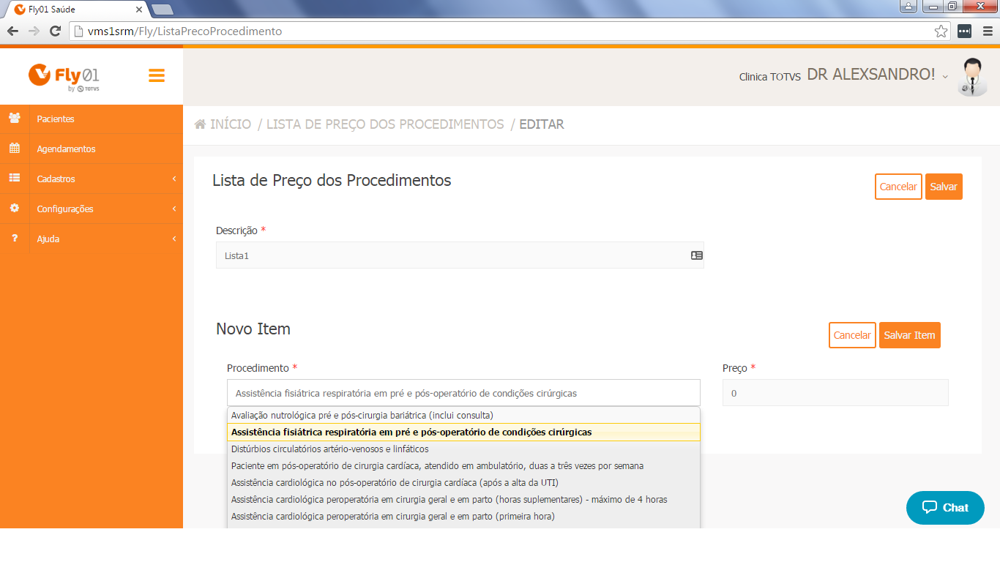 Fly01 Saúde
vms1srm/Fly/ListaPrecoProcedimento
Fly01
by TOTVS
Clinica TOTVS DR ALEXSANDRO!
Pacientes
Agendamentos
Cadastros
Configurações
Ajuda
INÍCIO / LISTA DE PREÇO DOS PROCEDIMENTOS / EDITAR
Lista de Preço dos Procedimentos
Cancelar Salvar
Descrição *
Lista1
Novo Item
Cancelar Salvar Item
Procedimento * Preço *
Assistência fisiátrica respiratória em pré e pós-operatório de condições cirúrgicas 0
Avaliação nutrológica pré e pós-cirurgia bariátrica (inclui consulta)
Assistência fisiátrica respiratória em pré e pós-operatório de condições cirúrgicas
Distúrbios circulatórios artério-venosos e linfáticos
Paciente em pós-operatório de cirurgia cardíaca, atendido em ambulatório, duas a três vezes por semana
Assistência cardiológica no pós-operatório de cirurgia cardíaca (após a alta da UTI)
Assistência cardiológica peroperatória em cirurgia geral e em parto (horas suplementares) - máximo de 4 horas
Assistência cardiológica peroperatória em cirurgia geral e em parto (primeira hora)
Chat